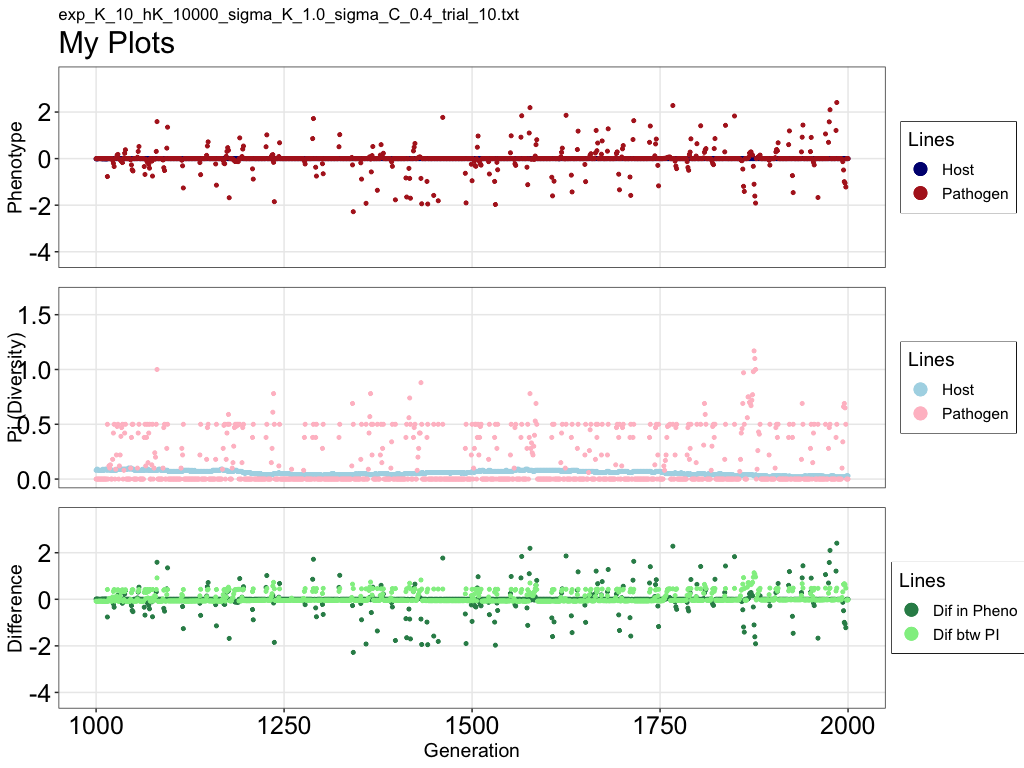 exp_K_10_hK_10000_sigma_K_1.0_sigma_C_0.4_trial_10.txt
My Plots
Phenotype
2
0
-2
-4
Lines
Host
Pathogen
Pi (Diversity)
1.5
1.0
0.5
0.0
Lines
Host
Pathogen
Difference
2
0
-2
-4
Lines
Dif in Pheno
Dif btw PI
1000 1250 1500 1750 2000
Generation